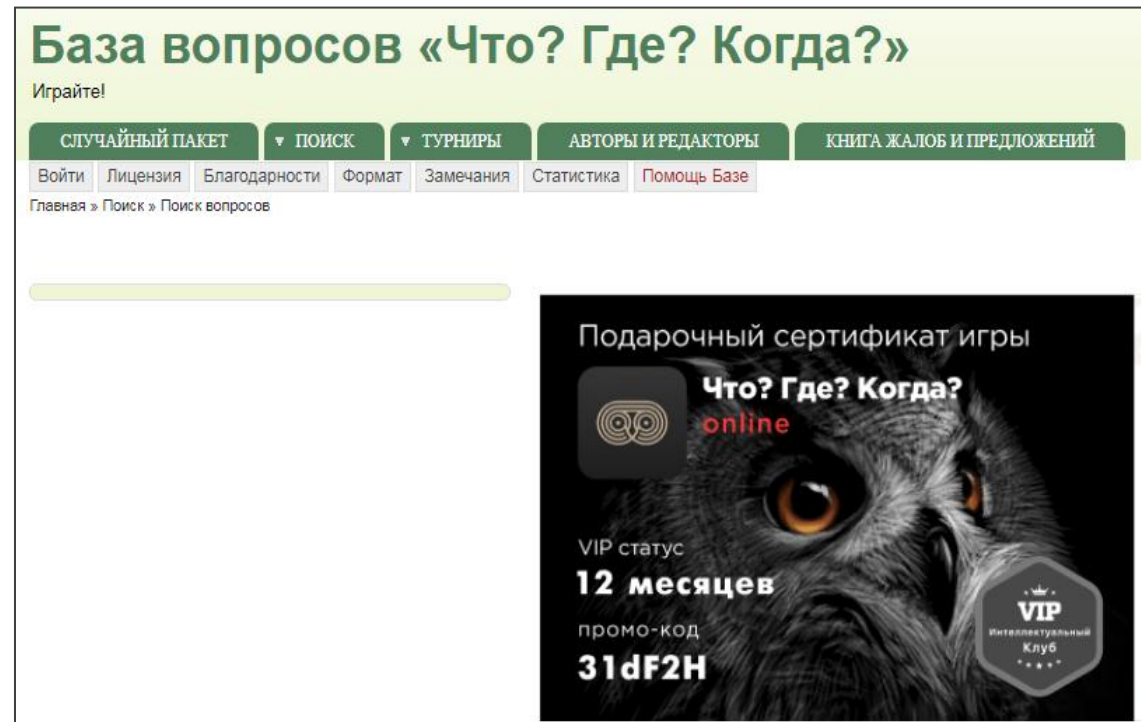 База вопросов «Что? Где? Когда?»
Играйте!
СЛУЧАЙНЫЙ ПАКЕТ ▼ ПОИСК ▼ ТУРНИРЫ АВТОРЫ И РЕДАКТОРЫ КНИГА ЖАЛОБ И ПРЕДЛОЖЕНИЙ
Войти Лицензия Благодарности Формат Замечания Статистика Помощь Базе
Главная » Поиск » Поиск вопросов
Подарочный сертификат игры
Что? Где? Когда?
online
VIP статус
12 месяцев
промо-код
31dF2H
VIP
Интеллектуальный
Клуб